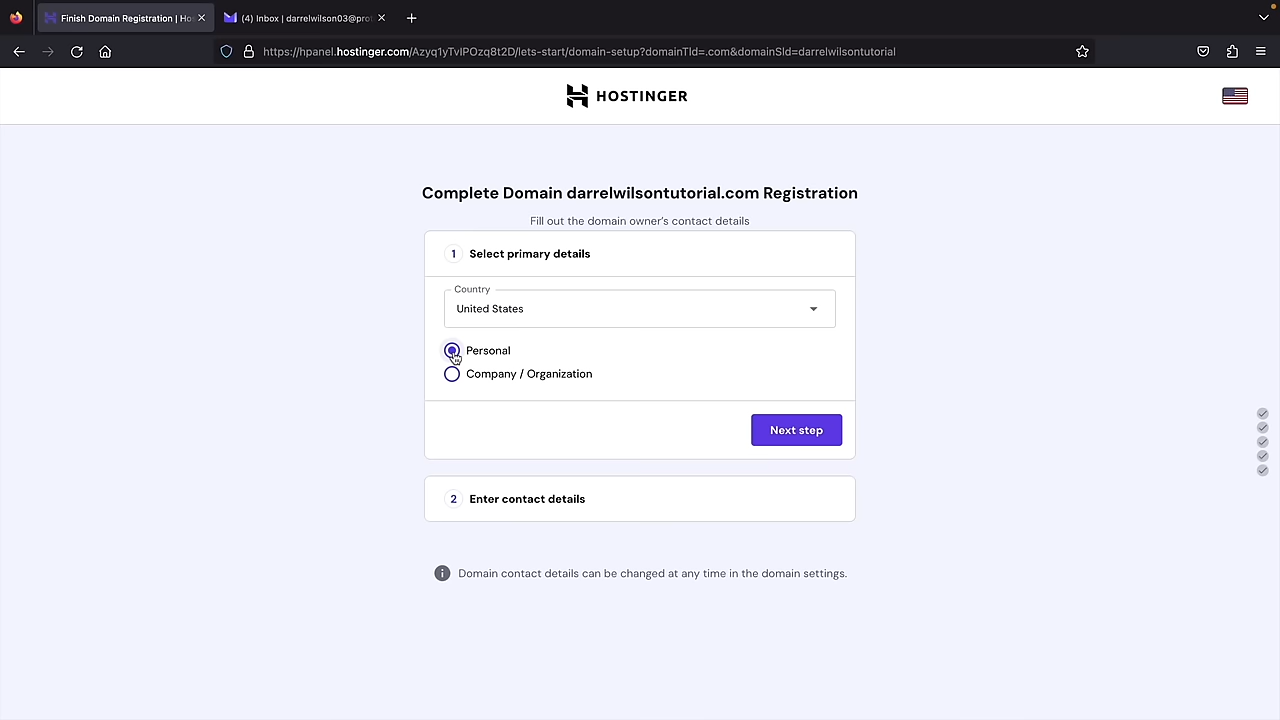 Finish Domain Registration | Hos
(4) Inbox | darrelwilson03@prot
https://hpanel.hostinger.com/Azyq1yTvIPOzq8t2D/lets-start/domain-setup?domainTld=.com&domainSld=darrelwilsontutorial
HOSTINGER
Complete Domain darrelwilsontutorial.com Registration
Fill out the domain owner's contact details
1 Select primary details
Country
United States
Personal
Company / Organization
Next step
2 Enter contact details
Domain contact details can be changed at any time in the domain settings.